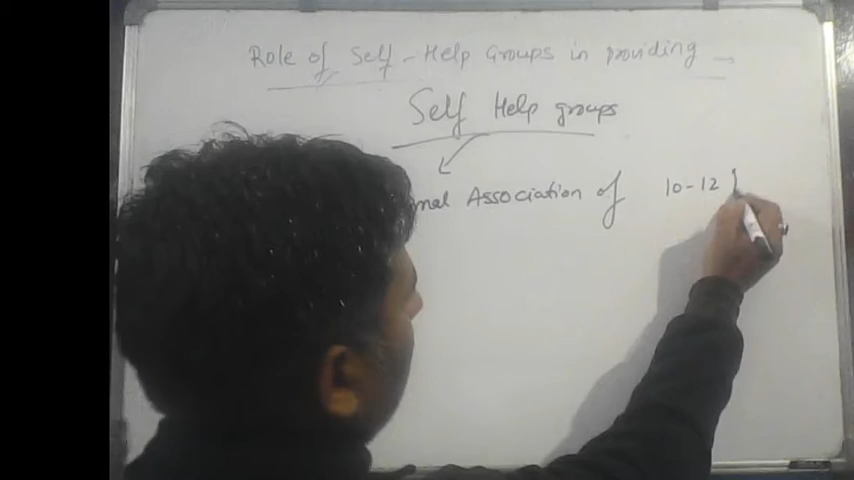 Role of Self-Help Groups in providing →
Self Help groups
Association of 10-12